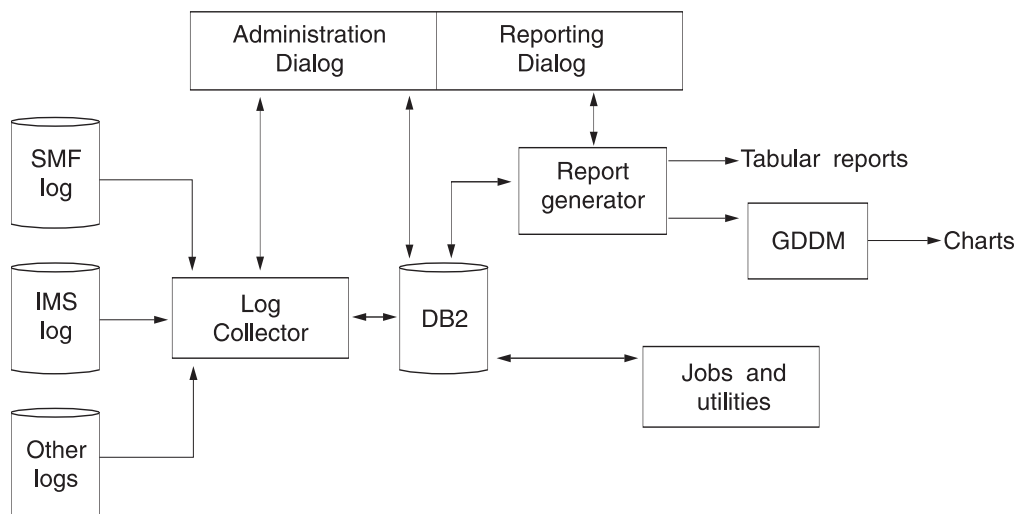 Administration
Dialog
Reporting
Dialog
SMF
log
Report
generator
Tabular reports
GDDM
Charts
IMS
log
Log
Collector
DB2
Jobs and
utilities
Other
logs